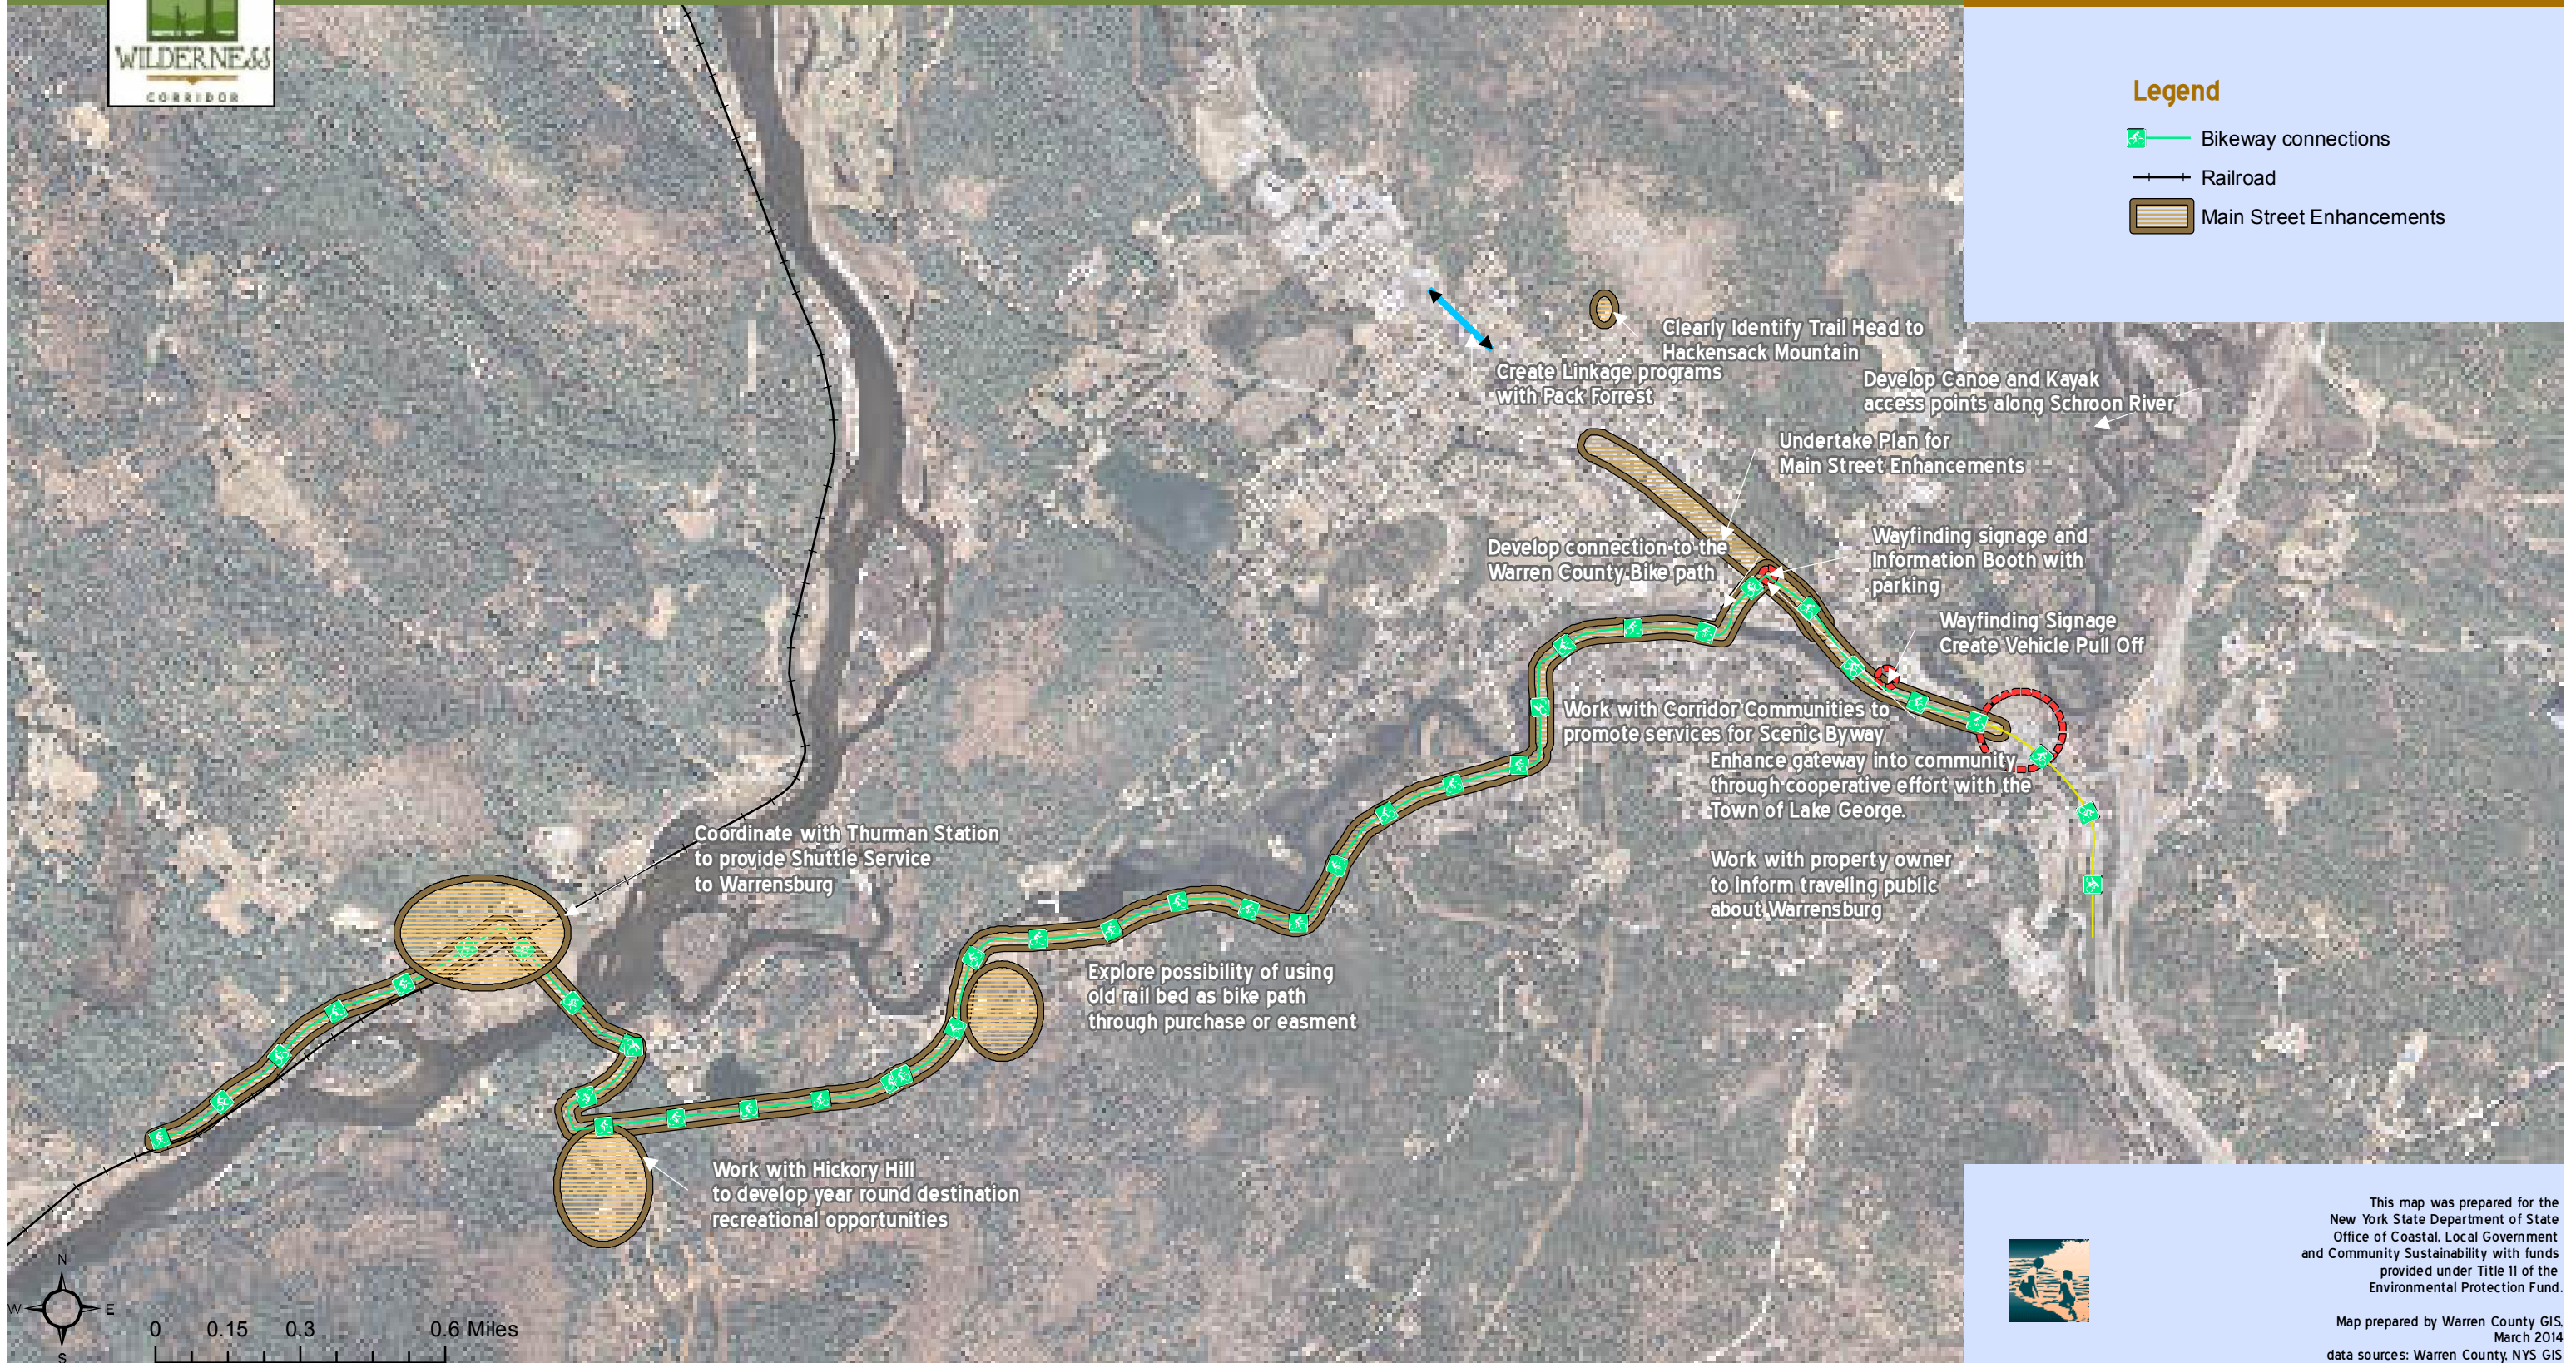 WILDERNESS
CORRIDOR
Legend
Bikeway connections
Railroad
Main Street Enhancements
Clearly Identify Trail Head to
Hackensack Mountain
Create Linkage programs
with Pack Forrest
Develop Canoe and Kayak
access points along Schroon River
Undertake Plan for
Main Street Enhancements
Develop connection to the
Warren County Bike path
Wayfinding signage and
Information Booth with
parking
Wayfinding Signage
Create Vehicle Pull Off
Work with Corridor Communities to
promote services for Scenic Byway
Enhance gateway into community
through cooperative effort with the
Town of Lake George.
Work with property owner
to inform traveling public
about Warrensburg
Coordinate with Thurman Station
to provide Shuttle Service
to Warrensburg
Explore possibility of using
old rail bed as bike path
through purchase or easment
Work with Hickory Hill
to develop year round destination
recreational opportunities
N
W E
S
0 0.15 0.3 0.6 Miles
This map was prepared for the
New York State Department of State
Office of Coastal, Local Government
and Community Sustainability with funds
provided under Title 11 of the
Environmental Protection Fund.
Map prepared by Warren County GIS,
March 2014
data sources: Warren County, NYS GIS